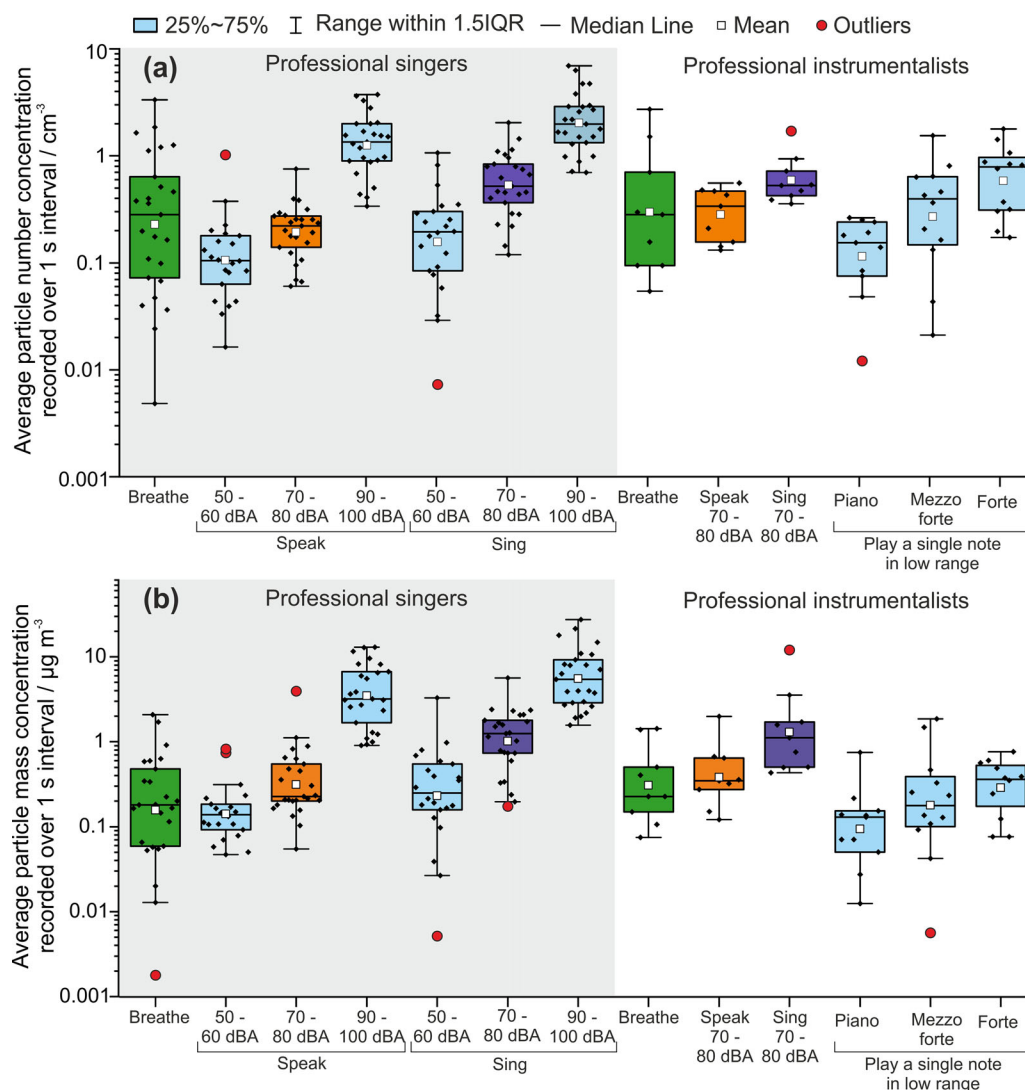 25%~75% Range within 1.5IQR Median Line Mean Outliers
(a) Professional singers Professional instrumentalists
Average particle number concentration
recorded over 1 s interval / cm⁻³
10
1
0.1
0.01
0.001
Breathe 50 - 70 - 90 - 50 - 70 - 90 - Breathe Speak Sing Piano Mezzo Forte
60 dBA 80 dBA 100 dBA 60 dBA 80 dBA 100 dBA 70 - 70 - forte
80 dBA 80 dBA
Speak Sing Play a single note
in low range
(b) Professional singers Professional instrumentalists
Average particle mass concentration
recorded over 1 s interval / µg m⁻³
10
1
0.1
0.01
0.001
Breathe 50 - 70 - 90 - 50 - 70 - 90 - Breathe Speak Sing Piano Mezzo Forte
60 dBA 80 dBA 100 dBA 60 dBA 80 dBA 100 dBA 70 - 70 - forte
80 dBA 80 dBA
Speak Sing Play a single note
in low range